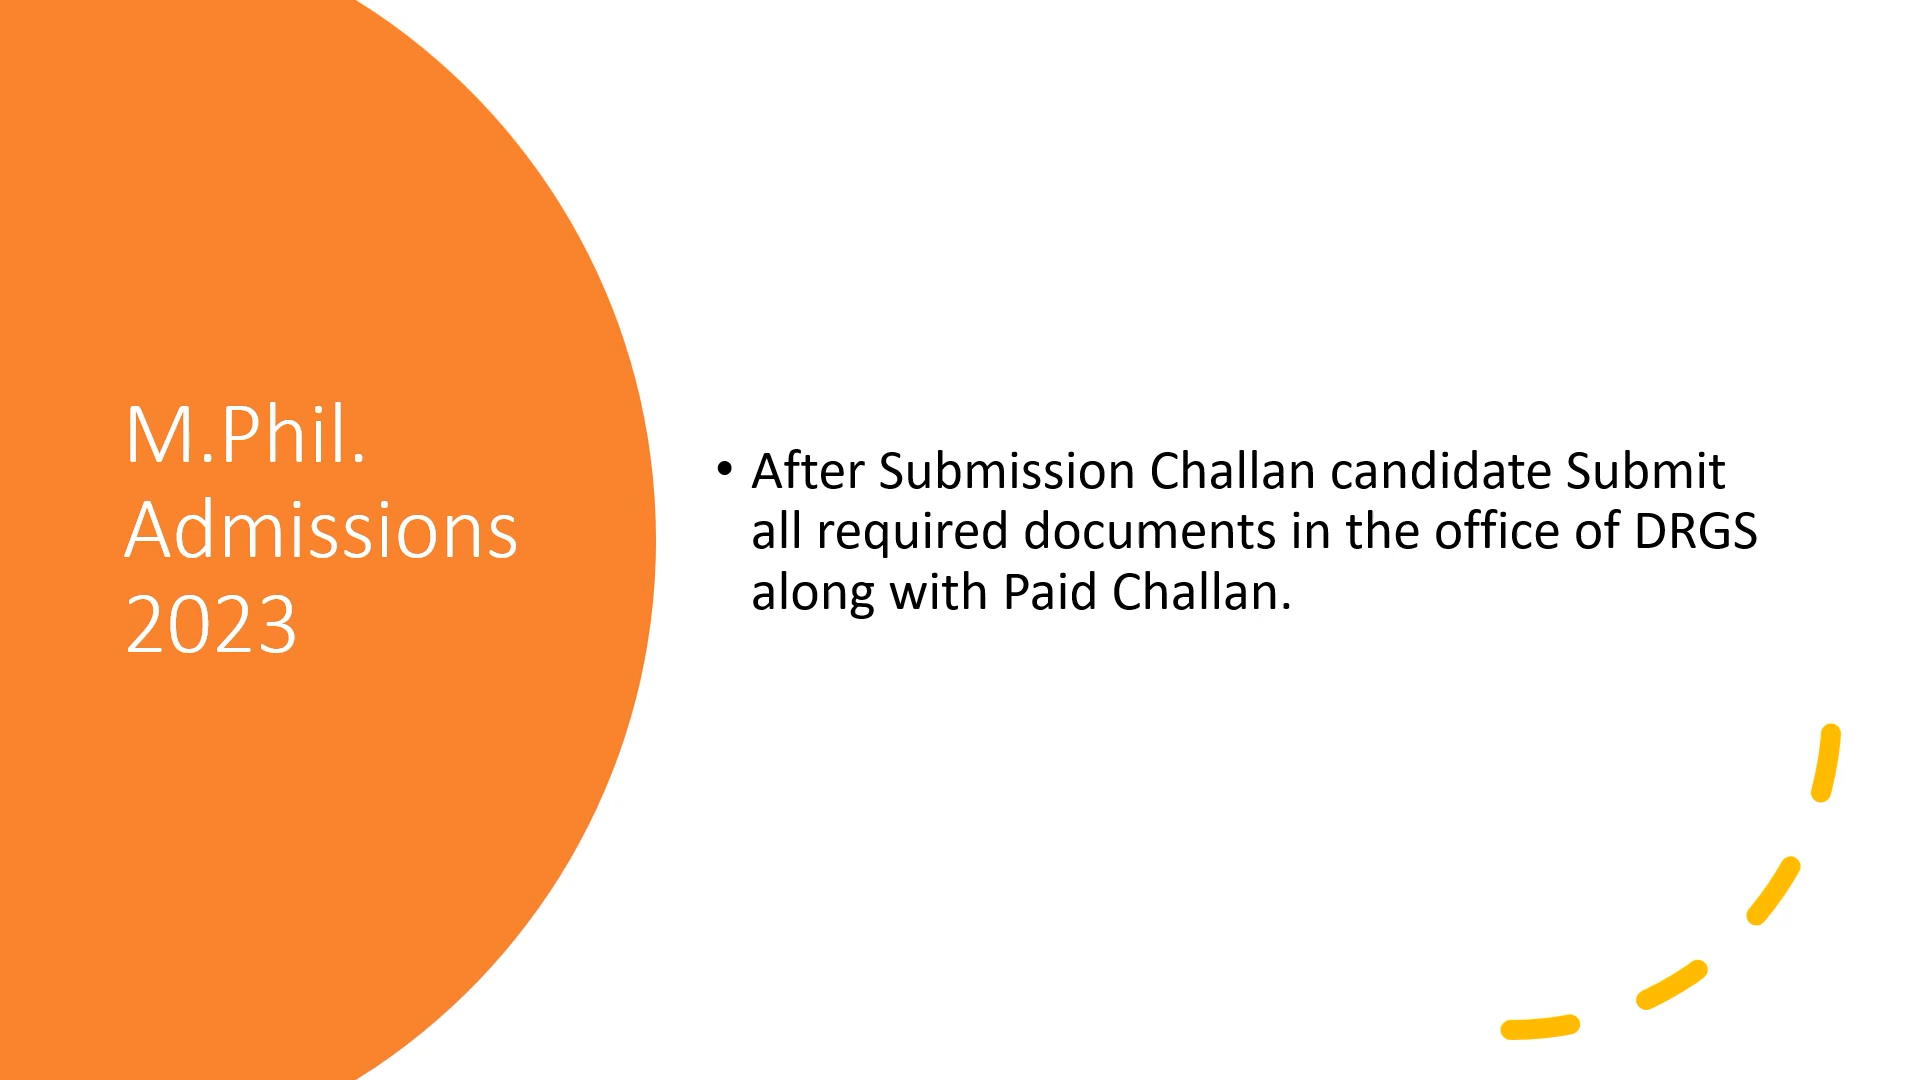 M.Phil.
Admissions
2023
• After Submission Challan candidate Submit
all required documents in the office of DRGS
along with Paid Challan.